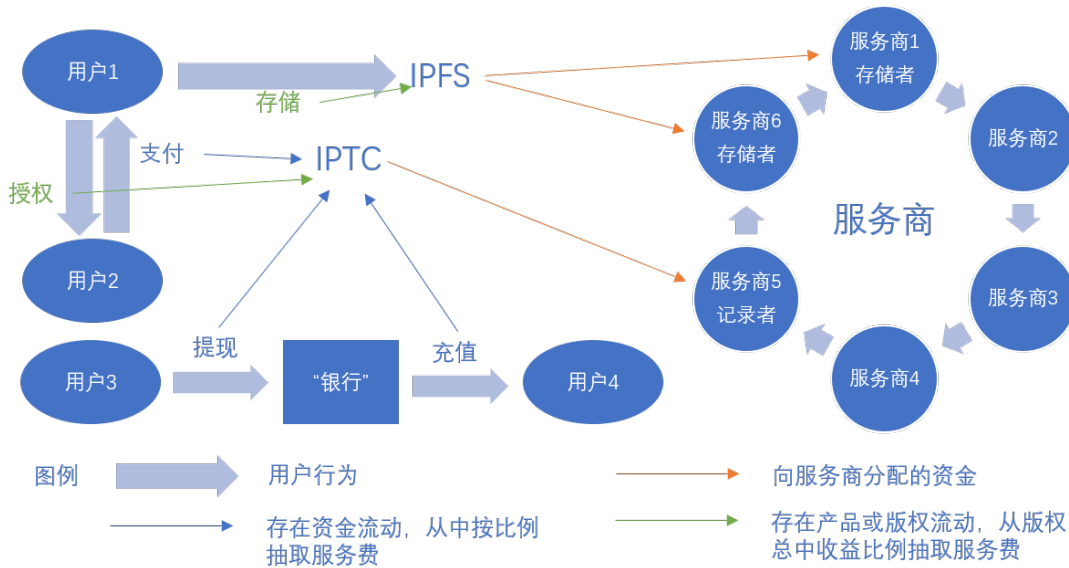 用户1
IPFS
存储
支付
IPTC
授权
用户2
提现
充值
用户3
“银行”
用户4
服务商1
存储者
服务商2
服务商3
服务商4
服务商5
记录者
服务商6
存储者
服务商
图例
用户行为
向服务商分配的资金
存在资金流动，从中按比例
抽取服务费
存在产品或版权流动，从版权
总中收益比例抽取服务费